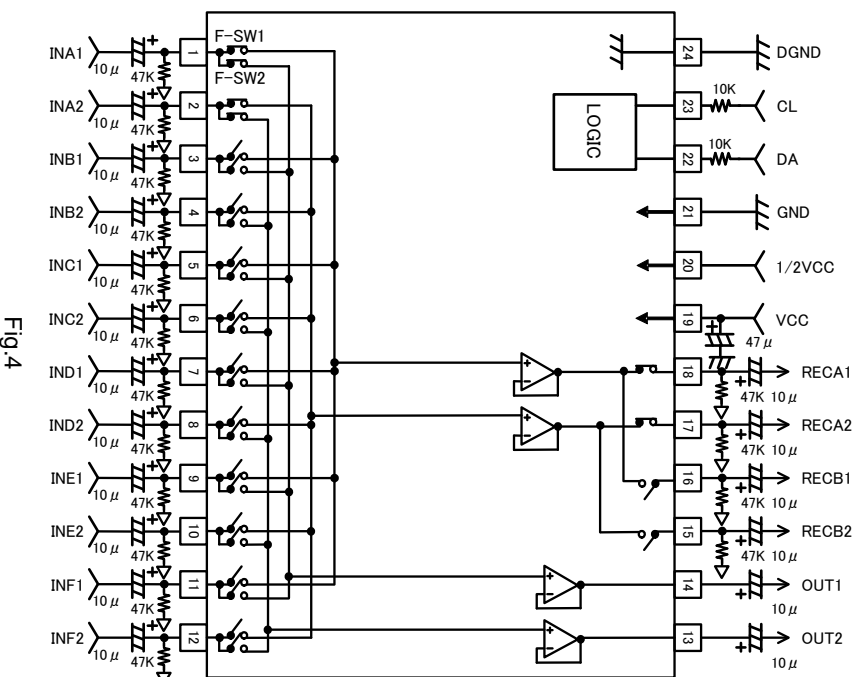 INA1 10μ 47K 1 F-SW1
F-SW2
INA2 10μ 47K 2
INB1 10μ 47K 3
INB2 10μ 47K 4
INC1 10μ 47K 5
INC2 10μ 47K 6
IND1 10μ 47K 7
IND2 10μ 47K 8
INE1 10μ 47K 9
INE2 10μ 47K 10
INF1 10μ 47K 11
INF2 10μ 47K 12
LOGIC
24 DGND
23 10K CL
22 10K DA
21 GND
20 1/2VCC
19 VCC
47μ
18 RECA1
47K 10μ
17 RECA2
47K 10μ
16 RECB1
47K 10μ
15 RECB2
47K 10μ
14 OUT1
10μ
13 OUT2
10μ
Fig.4